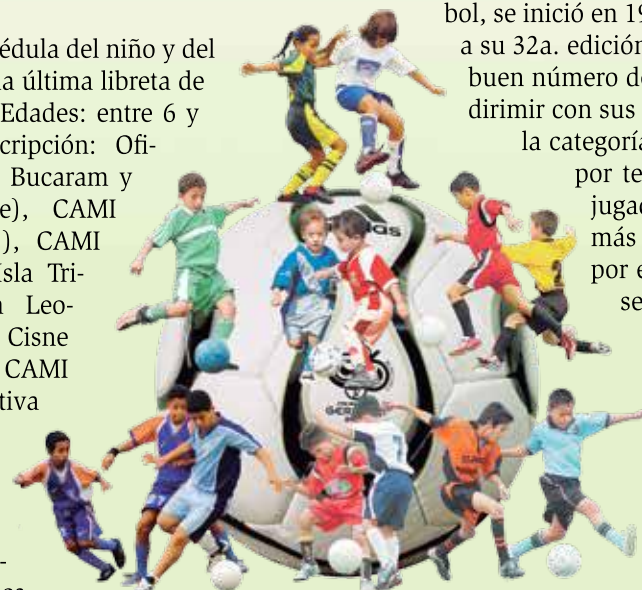 édula del niño y del
la última libreta de
Edades: entre 6 y
cripción: Ofi-
Bucaram y
e), CAMI
), CAMI
Isla Tri-
Leo-
Cisne
CAMI
tiva
bol, se inició en 19
a su 32a. edición
buen número de
dirimir con sus
la categoría
por te
jugad
más
por e
se